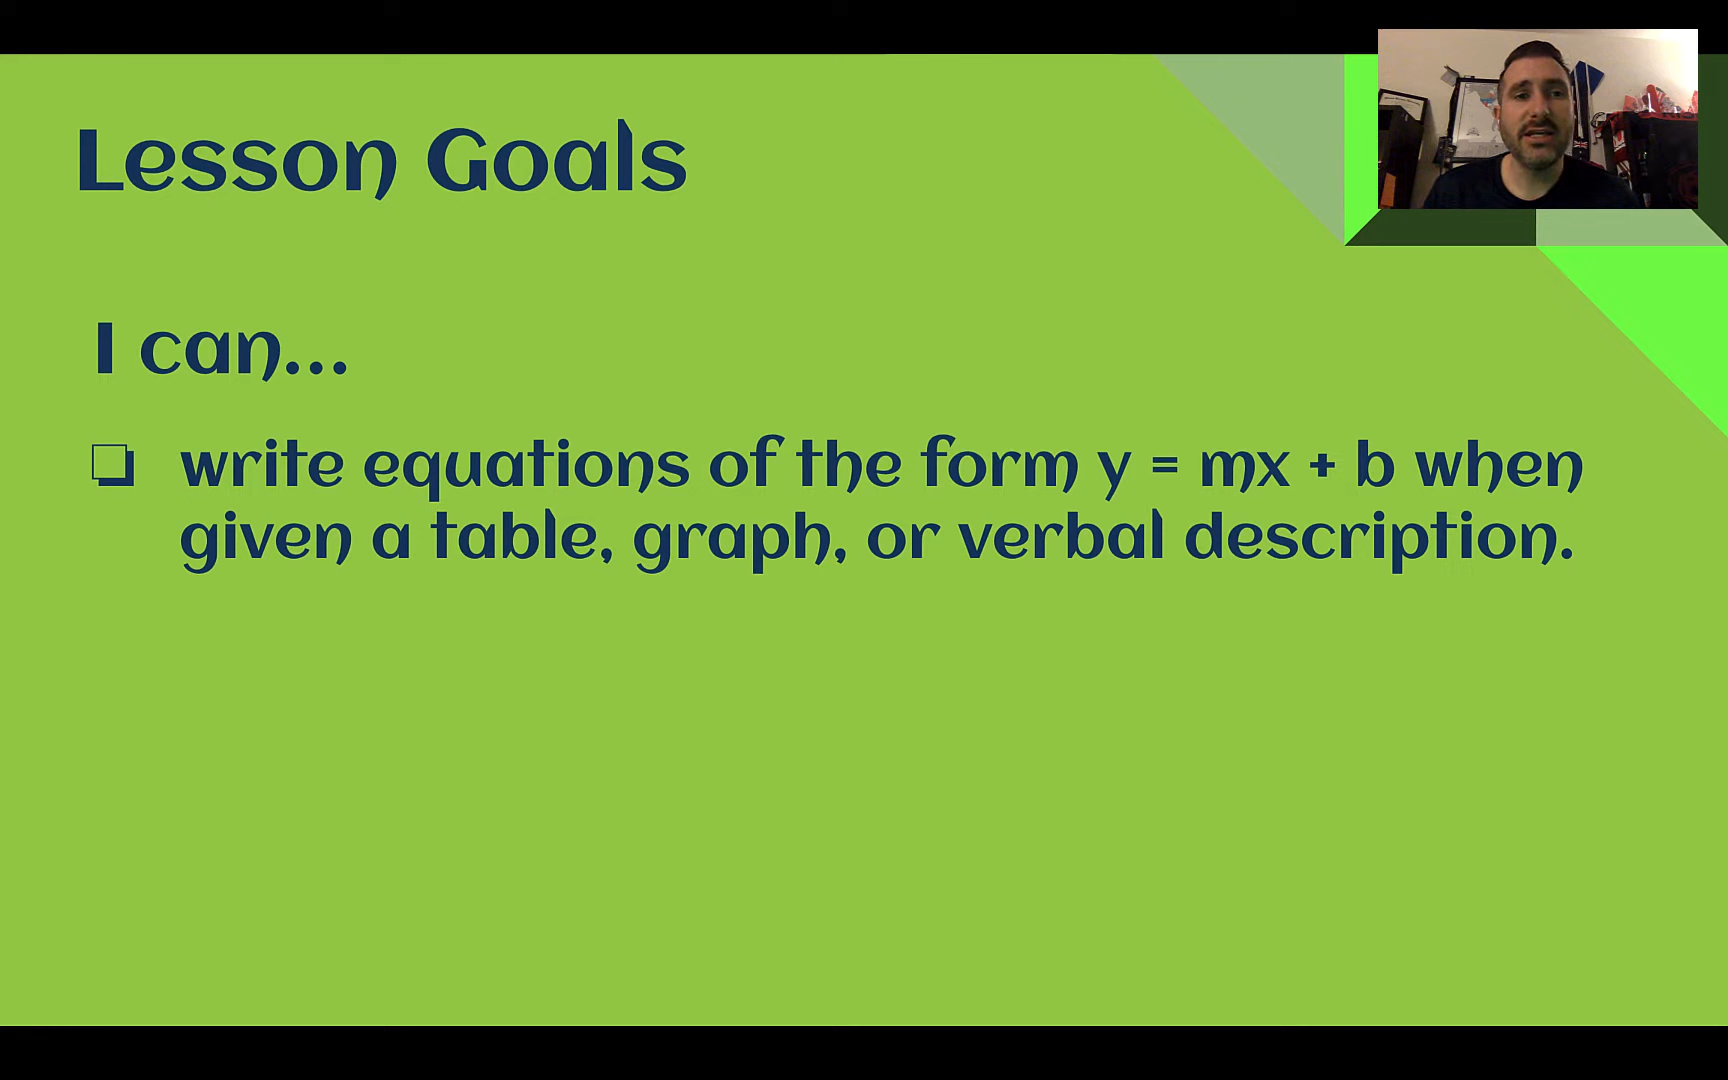 Lesson Goals
I can...
write equations of the form y = mx + b when
given a table, graph, or verbal description.